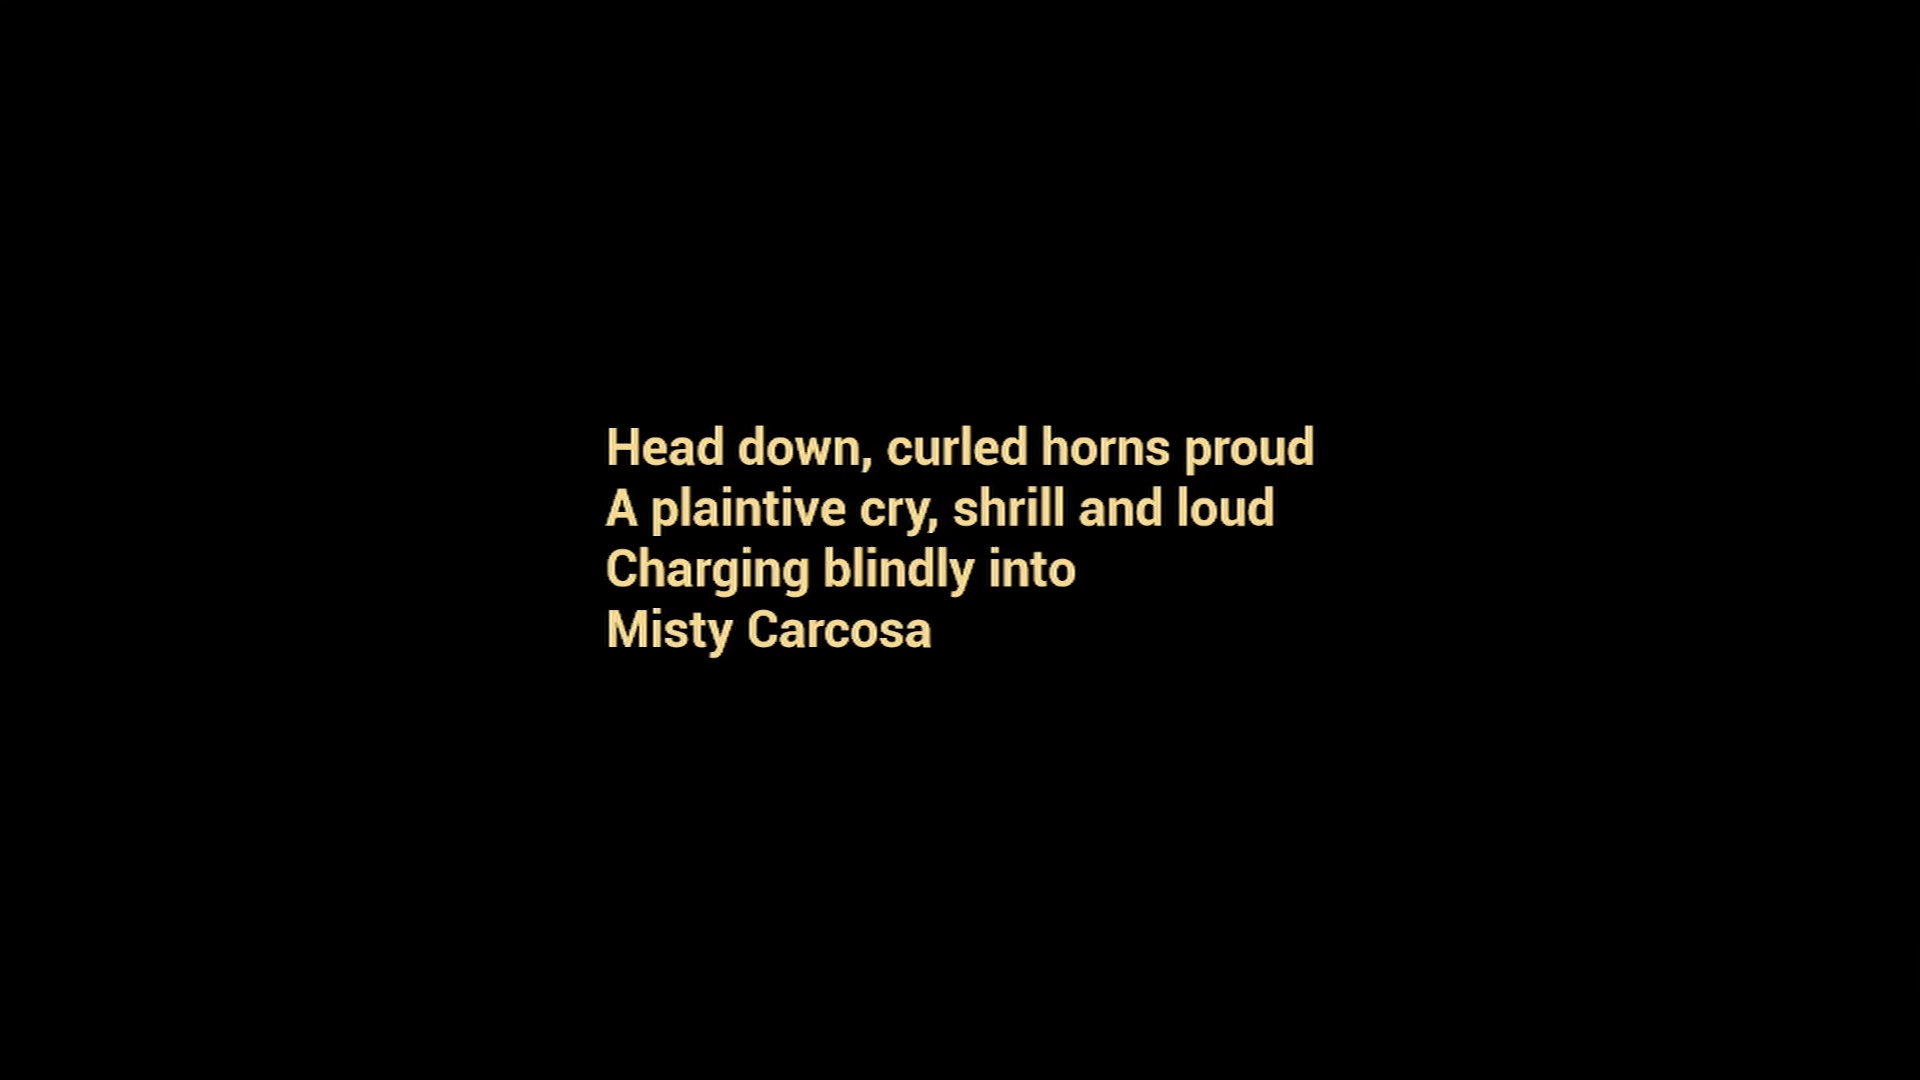 Head down, curled horns proud
A plaintive cry, shrill and loud
Charging blindly into
Misty Carcosa